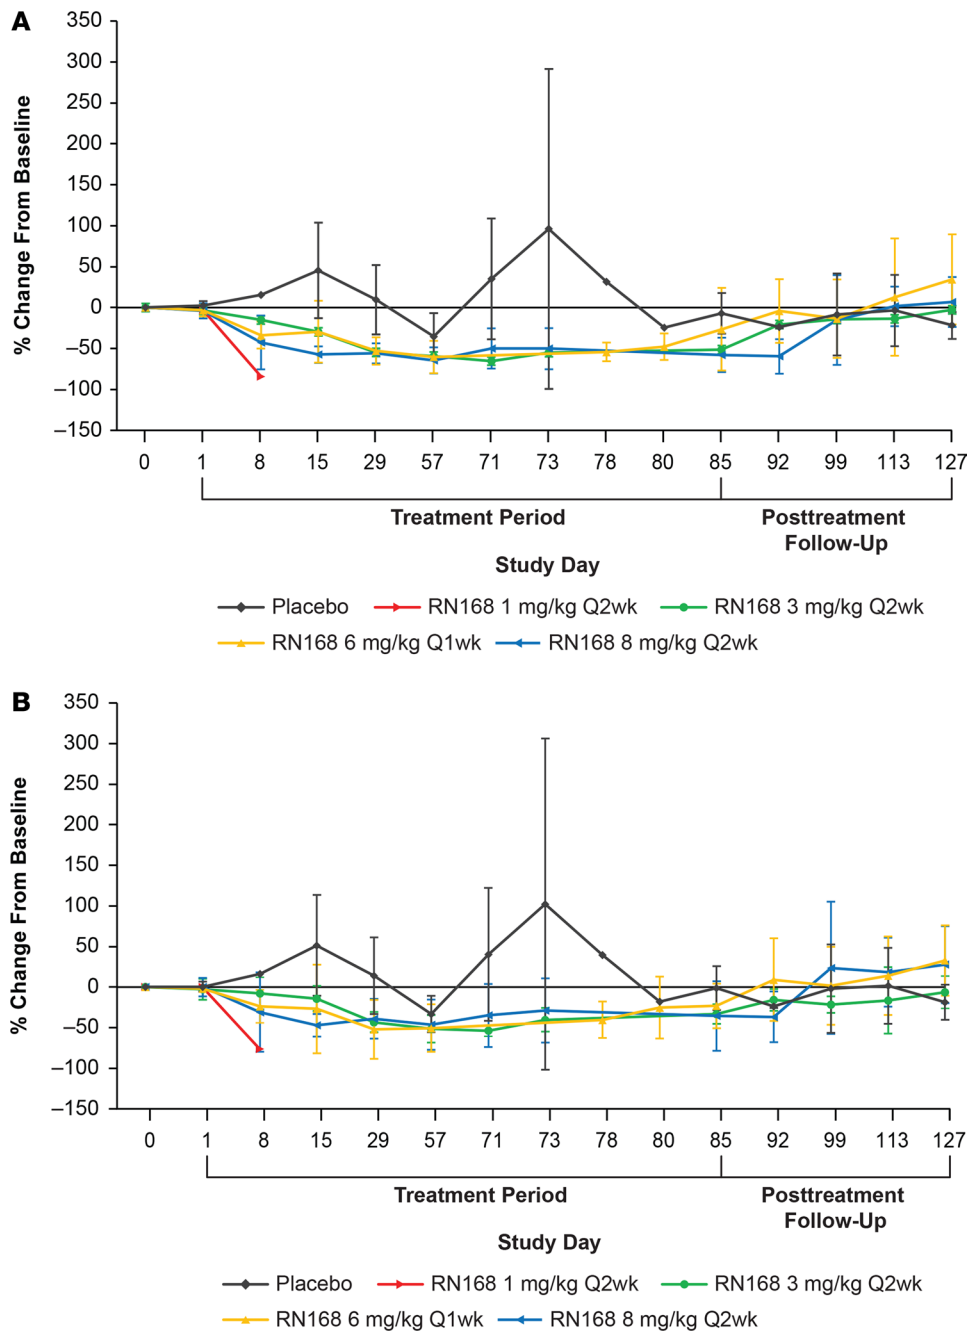 A
350
300
250
200
150
100
50
0
–50
–100
–150
% Change From Baseline
0 1 8 15 29 57 71 73 78 80 85 92 99 113 127
Treatment Period
Posttreatment
Follow-Up
Study Day
Placebo RN168 1 mg/kg Q2wk RN168 3 mg/kg Q2wk
RN168 6 mg/kg Q1wk RN168 8 mg/kg Q2wk
B
350
300
250
200
150
100
50
0
–50
–100
–150
% Change From Baseline
0 1 8 15 29 57 71 73 78 80 85 92 99 113 127
Treatment Period
Posttreatment
Follow-Up
Study Day
Placebo RN168 1 mg/kg Q2wk RN168 3 mg/kg Q2wk
RN168 6 mg/kg Q1wk RN168 8 mg/kg Q2wk